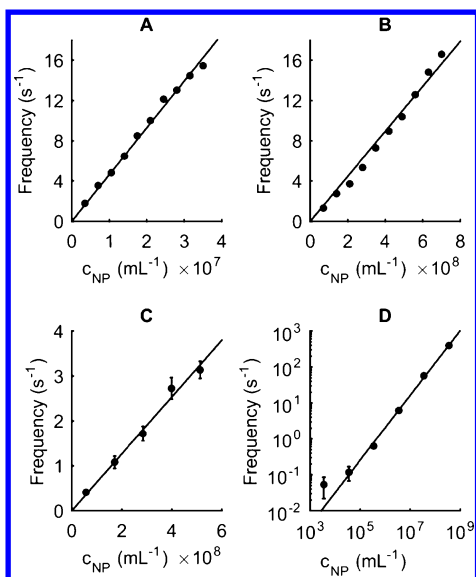 A
Frequency (s⁻¹)
16
12
8
4
0
0 1 2 3 4
c_NP (mL⁻¹) ×10⁷
B
Frequency (s⁻¹)
16
12
8
4
0
0 2 4 6 8
c_NP (mL⁻¹) ×10⁸
C
Frequency (s⁻¹)
4
3
2
1
0
0 2 4 6
c_NP (mL⁻¹) ×10⁸
D
Frequency (s⁻¹)
10³
10²
10¹
10⁰
10⁻¹
10⁻²
10³ 10⁵ 10⁷ 10⁹
c_NP (mL⁻¹)